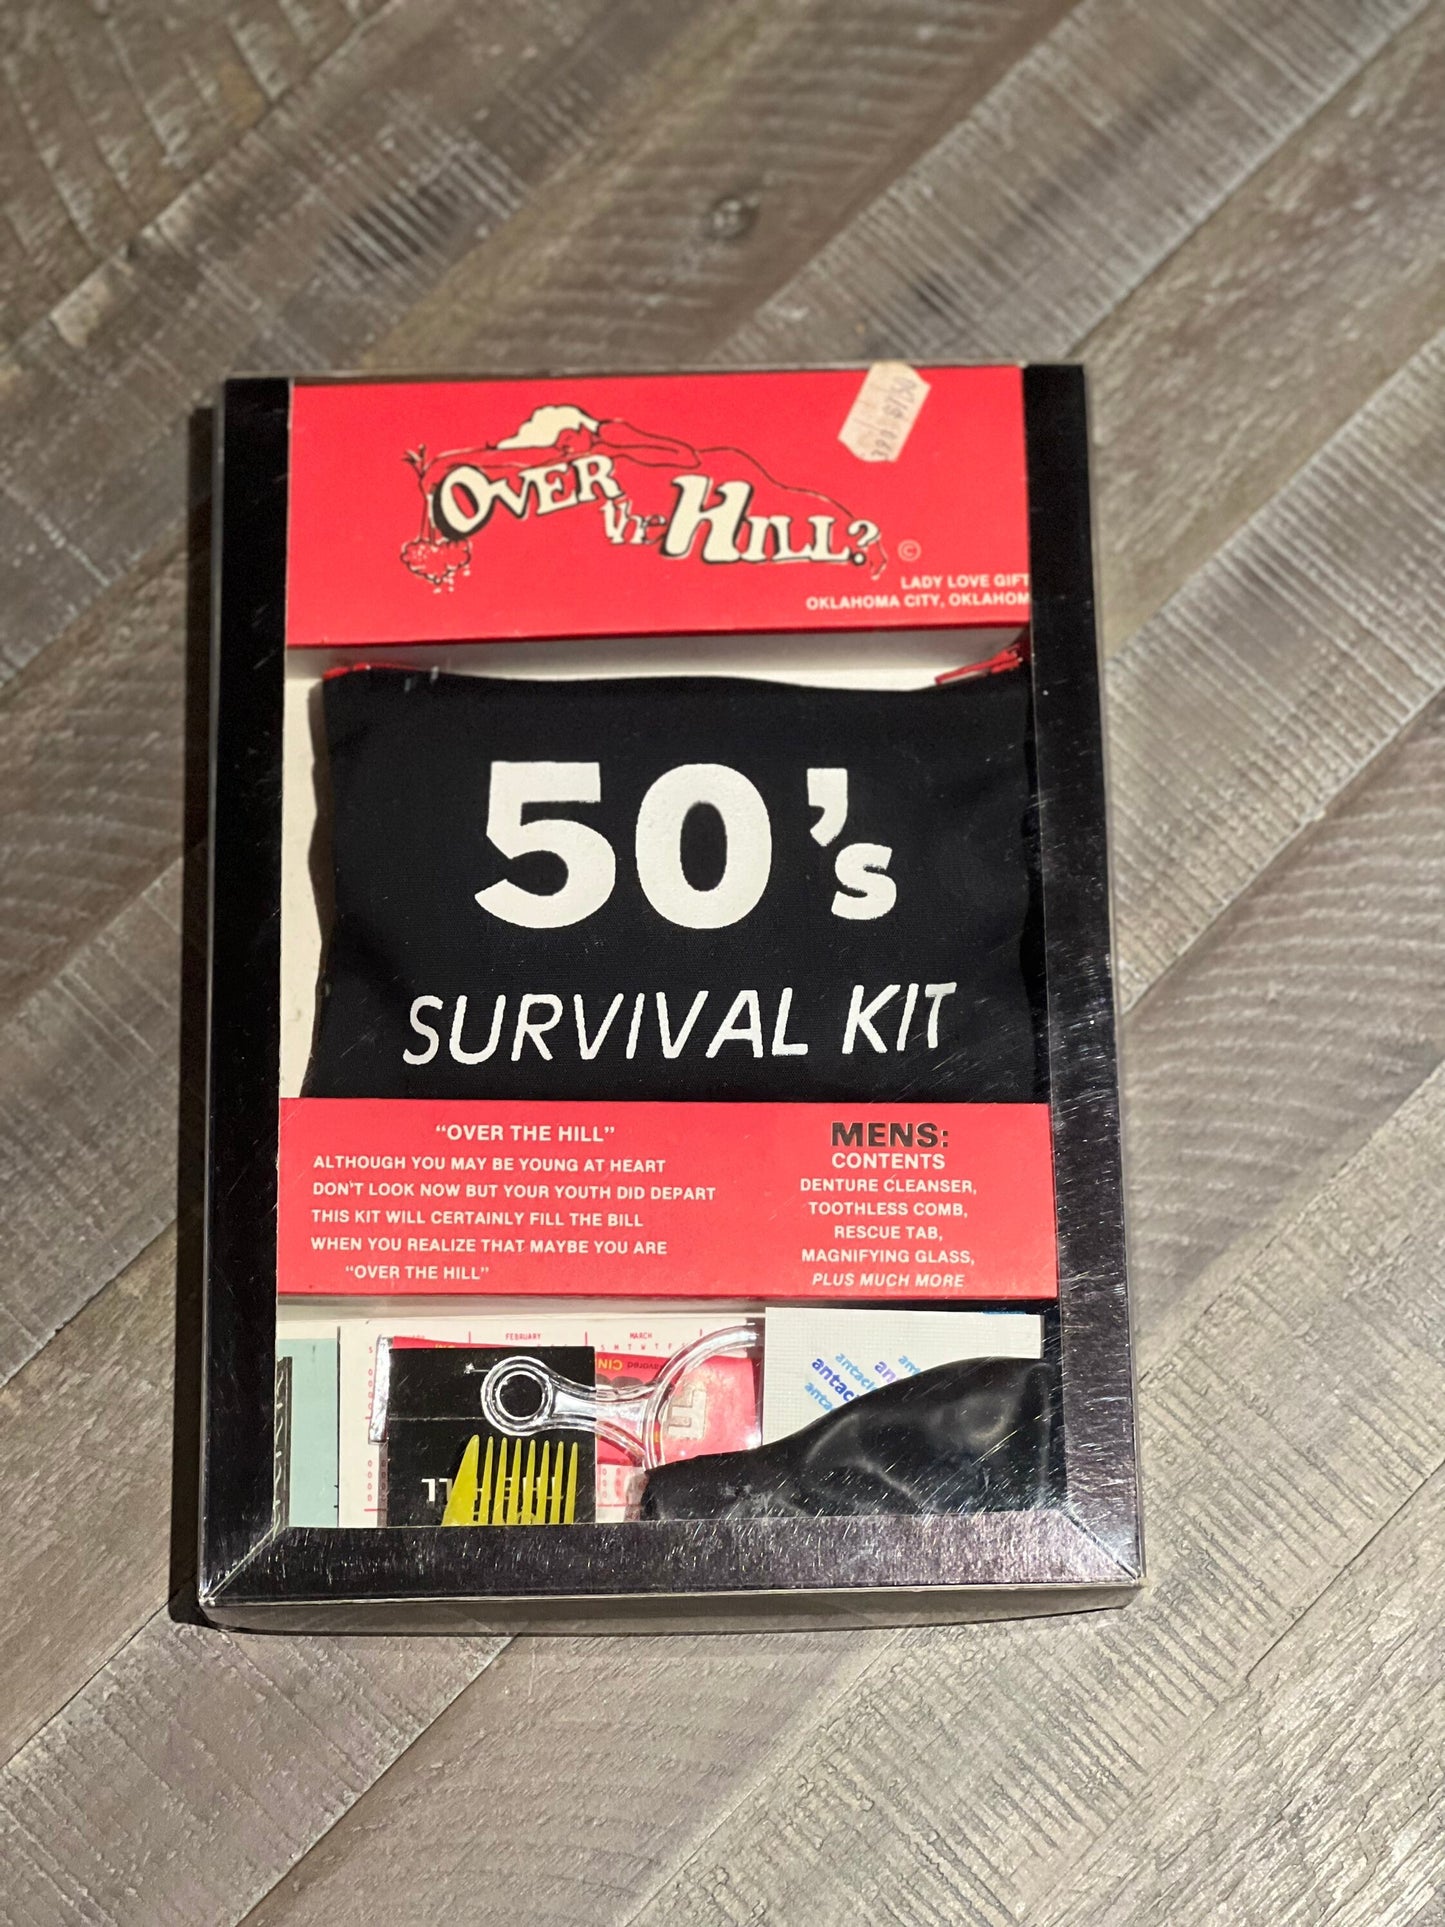 OVER
the HILL?
©
LADY LOVE GIFT
OKLAHOMA CITY, OKLAHOM
50's
SURVIVAL KIT
"OVER THE HILL"
ALTHOUGH YOU MAY BE YOUNG AT HEART
DON'T LOOK NOW BUT YOUR YOUTH DID DEPART
THIS KIT WILL CERTAINLY FILL THE BILL
WHEN YOU REALIZE THAT MAYBE YOU ARE
"OVER THE HILL"
MENS:
CONTENTS
DENTURE CLEANSER,
TOOTHLESS COMB,
RESCUE TAB,
MAGNIFYING GLASS,
PLUS MUCH MORE
FEBRUARY
MARCH
S M T W T F